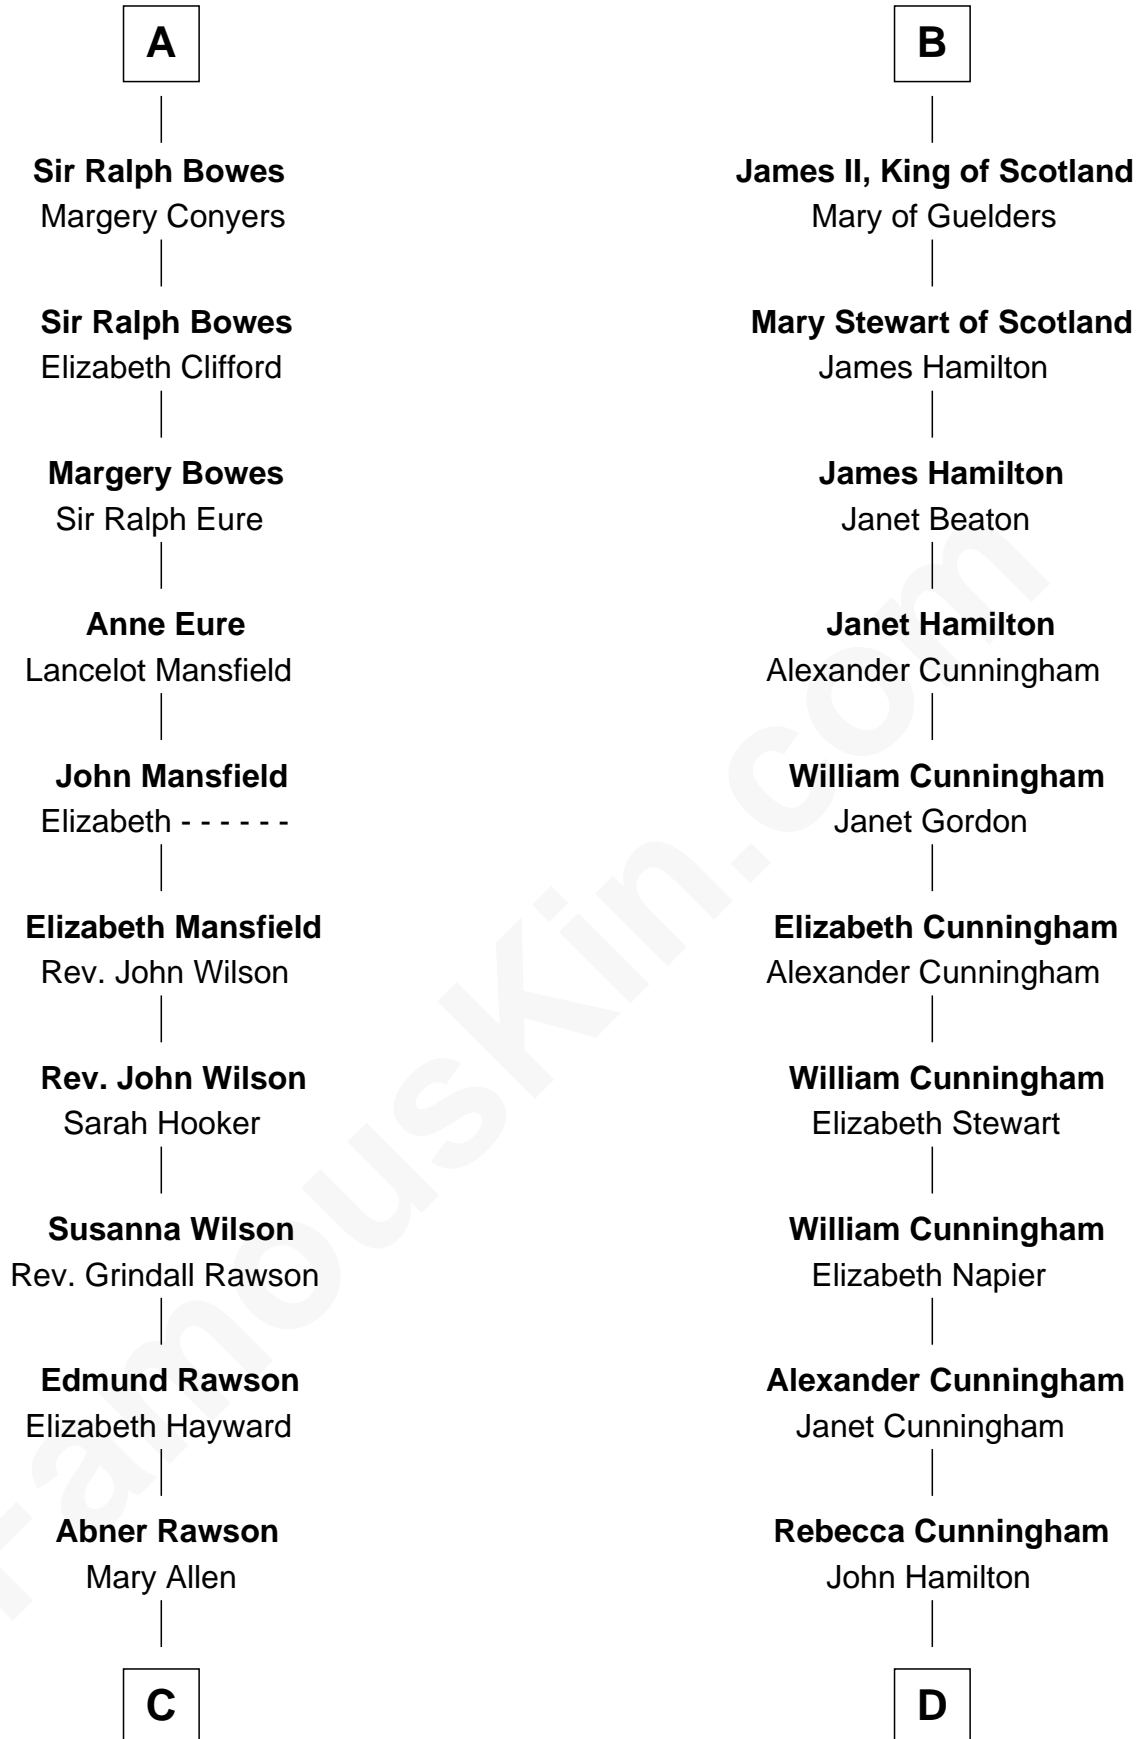 A
Sir Ralph Bowes
Margery Conyers
Sir Ralph Bowes
Elizabeth Clifford
Margery Bowes
Sir Ralph Eure
Anne Eure
Lancelot Mansfield
John Mansfield
Elizabeth - - - - - -
Elizabeth Mansfield
Rev. John Wilson
Rev. John Wilson
Sarah Hooker
Susanna Wilson
Rev. Grindall Rawson
Edmund Rawson
Elizabeth Hayward
Abner Rawson
Mary Allen
C
B
James II, King of Scotland
Mary of Guelders
Mary Stewart of Scotland
James Hamilton
James Hamilton
Janet Beaton
Janet Hamilton
Alexander Cunningham
William Cunningham
Janet Gordon
Elizabeth Cunningham
Alexander Cunningham
William Cunningham
Elizabeth Stewart
William Cunningham
Elizabeth Napier
Alexander Cunningham
Janet Cunningham
Rebecca Cunningham
John Hamilton
D
FamousKin.com